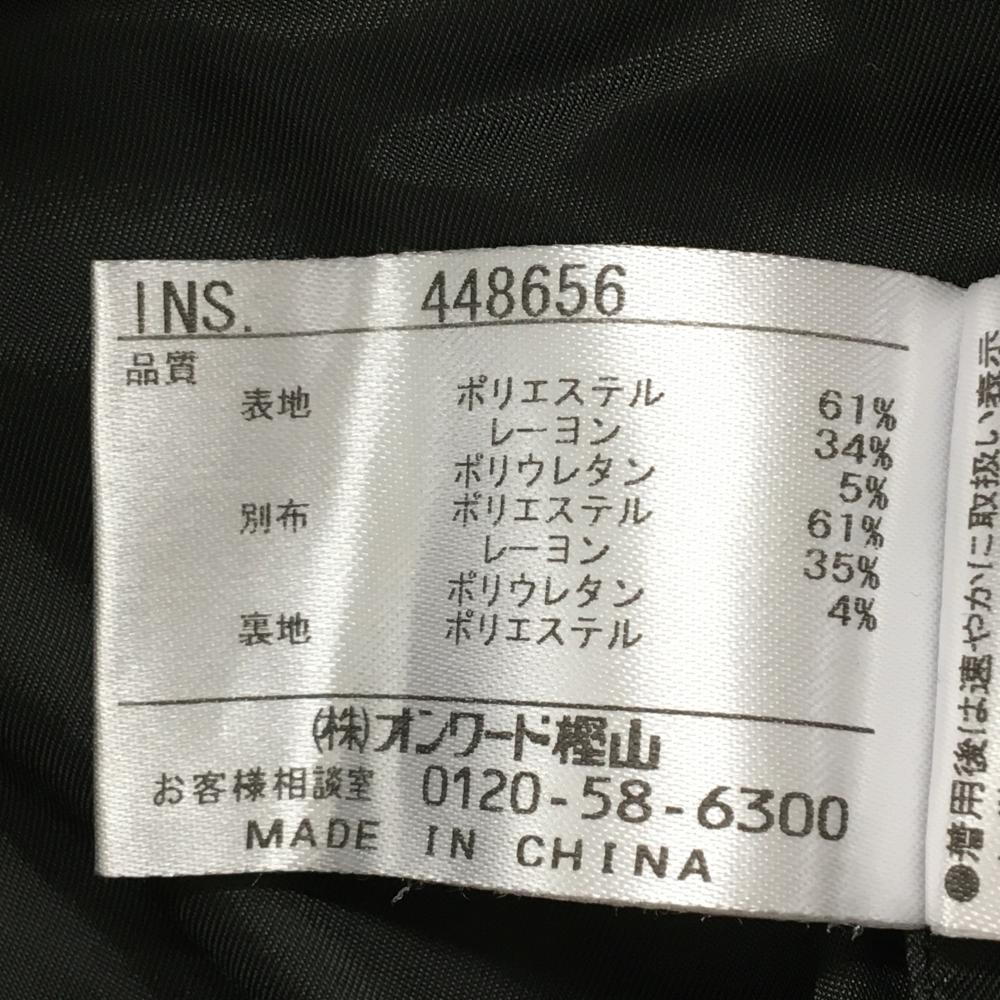 INS. 448656
品質
表地 ポリエステル 61%
レーヨン 34%
ポリウレタン 5%
別布 ポリエステル 61%
レーヨン 35%
ポリウレタン 4%
裏地 ポリエステル
(株)オンワード樫山
お客様相談室 0120-58-6300
MADE IN CHINA
●着用後は速やかに取扱い表示